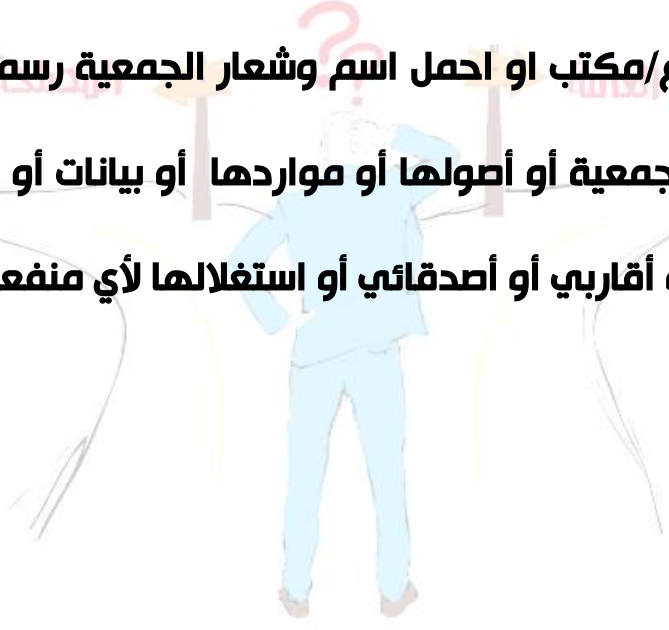 /مكتب او احمل اسم وشعار الجمعية رسم
جمعية أو أصولها أو مواردها أو بيانات أو
أقاربي أو أصدقائي أو استغلالها لأي منفع